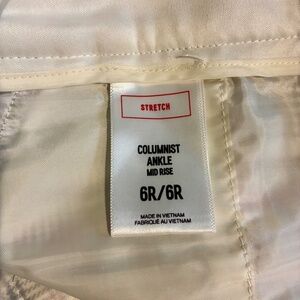 STRETCH
COLUMNIST
ANKLE
MID RISE
6R/6R
MADE IN VIETNAM
FABRIQUÉ AU VIETNAM